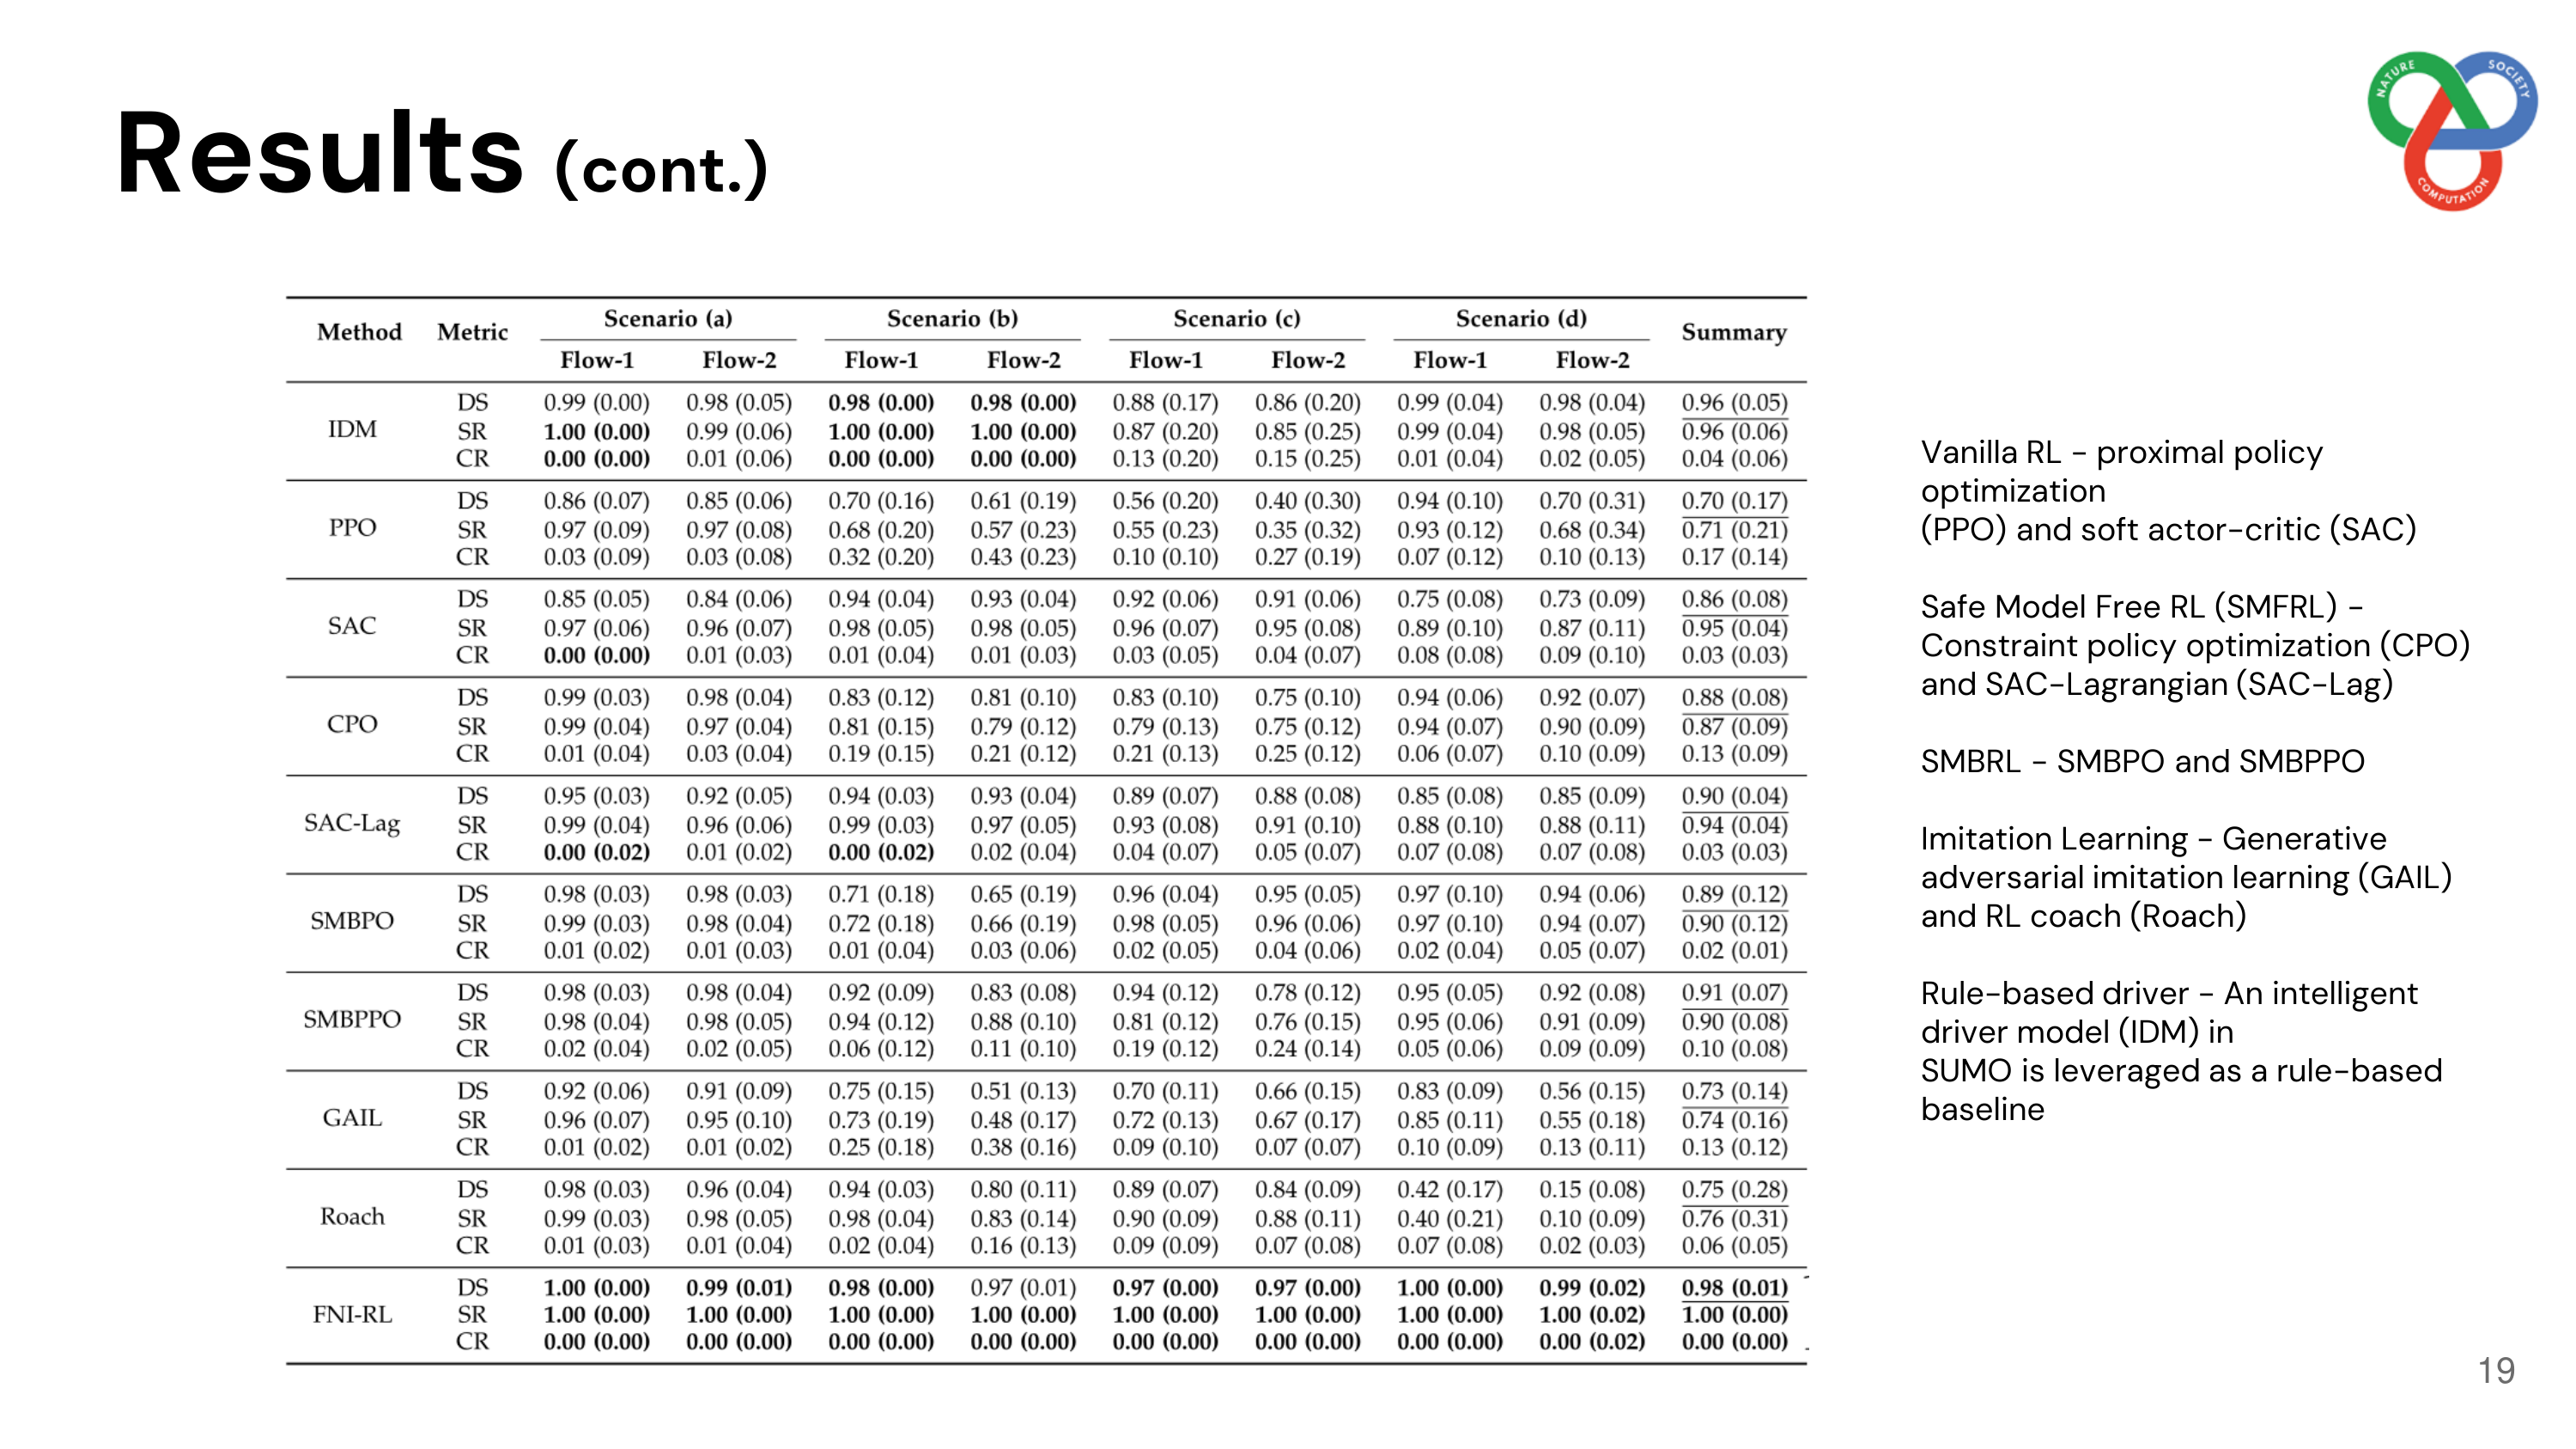 Results (cont.)
NATURE
SOCIETY
COMPUTATION
Method Metric Scenario (a) Scenario (b) Scenario (c) Scenario (d) Summary
Flow-1 Flow-2 Flow-1 Flow-2 Flow-1 Flow-2 Flow-1 Flow-2
IDM
DS 0.99 (0.00) 0.98 (0.05) 0.98 (0.00) 0.98 (0.00) 0.88 (0.17) 0.86 (0.20) 0.99 (0.04) 0.98 (0.04) 0.96 (0.05)
SR 1.00 (0.00) 0.99 (0.06) 1.00 (0.00) 1.00 (0.00) 0.87 (0.20) 0.85 (0.25) 0.99 (0.04) 0.98 (0.05) 0.96 (0.06)
CR 0.00 (0.00) 0.01 (0.06) 0.00 (0.00) 0.00 (0.00) 0.13 (0.20) 0.15 (0.25) 0.01 (0.04) 0.02 (0.05) 0.04 (0.06)
PPO
DS 0.86 (0.07) 0.85 (0.06) 0.70 (0.16) 0.61 (0.19) 0.56 (0.20) 0.40 (0.30) 0.94 (0.10) 0.70 (0.31) 0.70 (0.17)
SR 0.97 (0.09) 0.97 (0.08) 0.68 (0.20) 0.57 (0.23) 0.55 (0.23) 0.35 (0.32) 0.93 (0.12) 0.68 (0.34) 0.71 (0.21)
CR 0.03 (0.09) 0.03 (0.08) 0.32 (0.20) 0.43 (0.23) 0.10 (0.10) 0.27 (0.19) 0.07 (0.12) 0.10 (0.13) 0.17 (0.14)
SAC
DS 0.85 (0.05) 0.84 (0.06) 0.94 (0.04) 0.93 (0.04) 0.92 (0.06) 0.91 (0.06) 0.75 (0.08) 0.73 (0.09) 0.86 (0.08)
SR 0.97 (0.06) 0.96 (0.07) 0.98 (0.05) 0.98 (0.05) 0.96 (0.07) 0.95 (0.08) 0.89 (0.10) 0.87 (0.11) 0.95 (0.04)
CR 0.00 (0.00) 0.01 (0.03) 0.01 (0.04) 0.01 (0.03) 0.03 (0.05) 0.04 (0.07) 0.08 (0.08) 0.09 (0.10) 0.03 (0.03)
CPO
DS 0.99 (0.03) 0.98 (0.04) 0.83 (0.12) 0.81 (0.10) 0.83 (0.10) 0.75 (0.10) 0.94 (0.06) 0.92 (0.07) 0.88 (0.08)
SR 0.99 (0.04) 0.97 (0.04) 0.81 (0.15) 0.79 (0.12) 0.79 (0.13) 0.75 (0.12) 0.94 (0.07) 0.90 (0.09) 0.87 (0.09)
CR 0.01 (0.04) 0.03 (0.04) 0.19 (0.15) 0.21 (0.12) 0.21 (0.13) 0.25 (0.12) 0.06 (0.07) 0.10 (0.09) 0.13 (0.09)
SAC-Lag
DS 0.95 (0.03) 0.92 (0.05) 0.94 (0.03) 0.93 (0.04) 0.89 (0.07) 0.88 (0.08) 0.85 (0.08) 0.85 (0.09) 0.90 (0.04)
SR 0.99 (0.04) 0.96 (0.06) 0.99 (0.03) 0.97 (0.05) 0.93 (0.08) 0.91 (0.10) 0.88 (0.10) 0.88 (0.11) 0.94 (0.04)
CR 0.00 (0.02) 0.01 (0.02) 0.00 (0.02) 0.02 (0.04) 0.04 (0.07) 0.05 (0.07) 0.07 (0.08) 0.07 (0.08) 0.03 (0.03)
SMBPO
DS 0.98 (0.03) 0.98 (0.03) 0.71 (0.18) 0.65 (0.19) 0.96 (0.04) 0.95 (0.05) 0.97 (0.10) 0.94 (0.06) 0.89 (0.12)
SR 0.99 (0.03) 0.98 (0.04) 0.72 (0.18) 0.66 (0.19) 0.98 (0.05) 0.96 (0.06) 0.97 (0.10) 0.94 (0.07) 0.90 (0.12)
CR 0.01 (0.02) 0.01 (0.03) 0.01 (0.04) 0.03 (0.06) 0.02 (0.05) 0.04 (0.06) 0.02 (0.04) 0.05 (0.07) 0.02 (0.01)
SMBPPO
DS 0.98 (0.03) 0.98 (0.04) 0.92 (0.09) 0.83 (0.08) 0.94 (0.12) 0.78 (0.12) 0.95 (0.05) 0.92 (0.08) 0.91 (0.07)
SR 0.98 (0.04) 0.98 (0.05) 0.94 (0.12) 0.88 (0.10) 0.81 (0.12) 0.76 (0.15) 0.95 (0.06) 0.91 (0.09) 0.90 (0.08)
CR 0.02 (0.04) 0.02 (0.05) 0.06 (0.12) 0.11 (0.10) 0.19 (0.12) 0.24 (0.14) 0.05 (0.06) 0.09 (0.09) 0.10 (0.08)
GAIL
DS 0.92 (0.06) 0.91 (0.09) 0.75 (0.15) 0.51 (0.13) 0.70 (0.11) 0.66 (0.15) 0.83 (0.09) 0.56 (0.15) 0.73 (0.14)
SR 0.96 (0.07) 0.95 (0.10) 0.73 (0.19) 0.48 (0.17) 0.72 (0.13) 0.67 (0.17) 0.85 (0.11) 0.55 (0.18) 0.74 (0.16)
CR 0.01 (0.02) 0.01 (0.02) 0.25 (0.18) 0.38 (0.16) 0.09 (0.10) 0.07 (0.07) 0.10 (0.09) 0.13 (0.11) 0.13 (0.12)
Roach
DS 0.98 (0.03) 0.96 (0.04) 0.94 (0.03) 0.80 (0.11) 0.89 (0.07) 0.84 (0.09) 0.42 (0.17) 0.15 (0.08) 0.75 (0.28)
SR 0.99 (0.03) 0.98 (0.05) 0.98 (0.04) 0.83 (0.14) 0.90 (0.09) 0.88 (0.11) 0.40 (0.21) 0.10 (0.09) 0.76 (0.31)
CR 0.01 (0.03) 0.01 (0.04) 0.02 (0.04) 0.16 (0.13) 0.09 (0.09) 0.07 (0.08) 0.07 (0.08) 0.02 (0.03) 0.06 (0.05)
FNI-RL
DS 1.00 (0.00) 0.99 (0.01) 0.98 (0.00) 0.97 (0.01) 0.97 (0.00) 0.97 (0.00) 1.00 (0.00) 0.99 (0.02) 0.98 (0.01)
SR 1.00 (0.00) 1.00 (0.00) 1.00 (0.00) 1.00 (0.00) 1.00 (0.00) 1.00 (0.00) 1.00 (0.00) 1.00 (0.02) 1.00 (0.00)
CR 0.00 (0.00) 0.00 (0.00) 0.00 (0.00) 0.00 (0.00) 0.00 (0.00) 0.00 (0.00) 0.00 (0.00) 0.00 (0.02) 0.00 (0.00)
Vanilla RL - proximal policy
optimization
(PPO) and soft actor-critic (SAC)
Safe Model Free RL (SMFRL) -
Constraint policy optimization (CPO)
and SAC-Lagrangian (SAC-Lag)
SMBRL - SMBPO and SMBPPO
Imitation Learning - Generative
adversarial imitation learning (GAIL)
and RL coach (Roach)
Rule-based driver - An intelligent
driver model (IDM) in
SUMO is leveraged as a rule-based
baseline
19